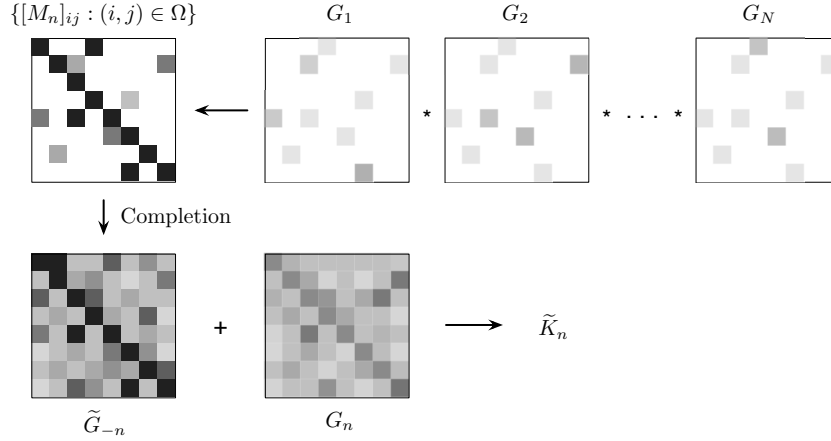 {[M_n]_{ij} : (i, j) ∈ Ω} G_1 G_2 G_N
* * . . . *
Completion
+ K̃_n
G̃_{-n} G_n